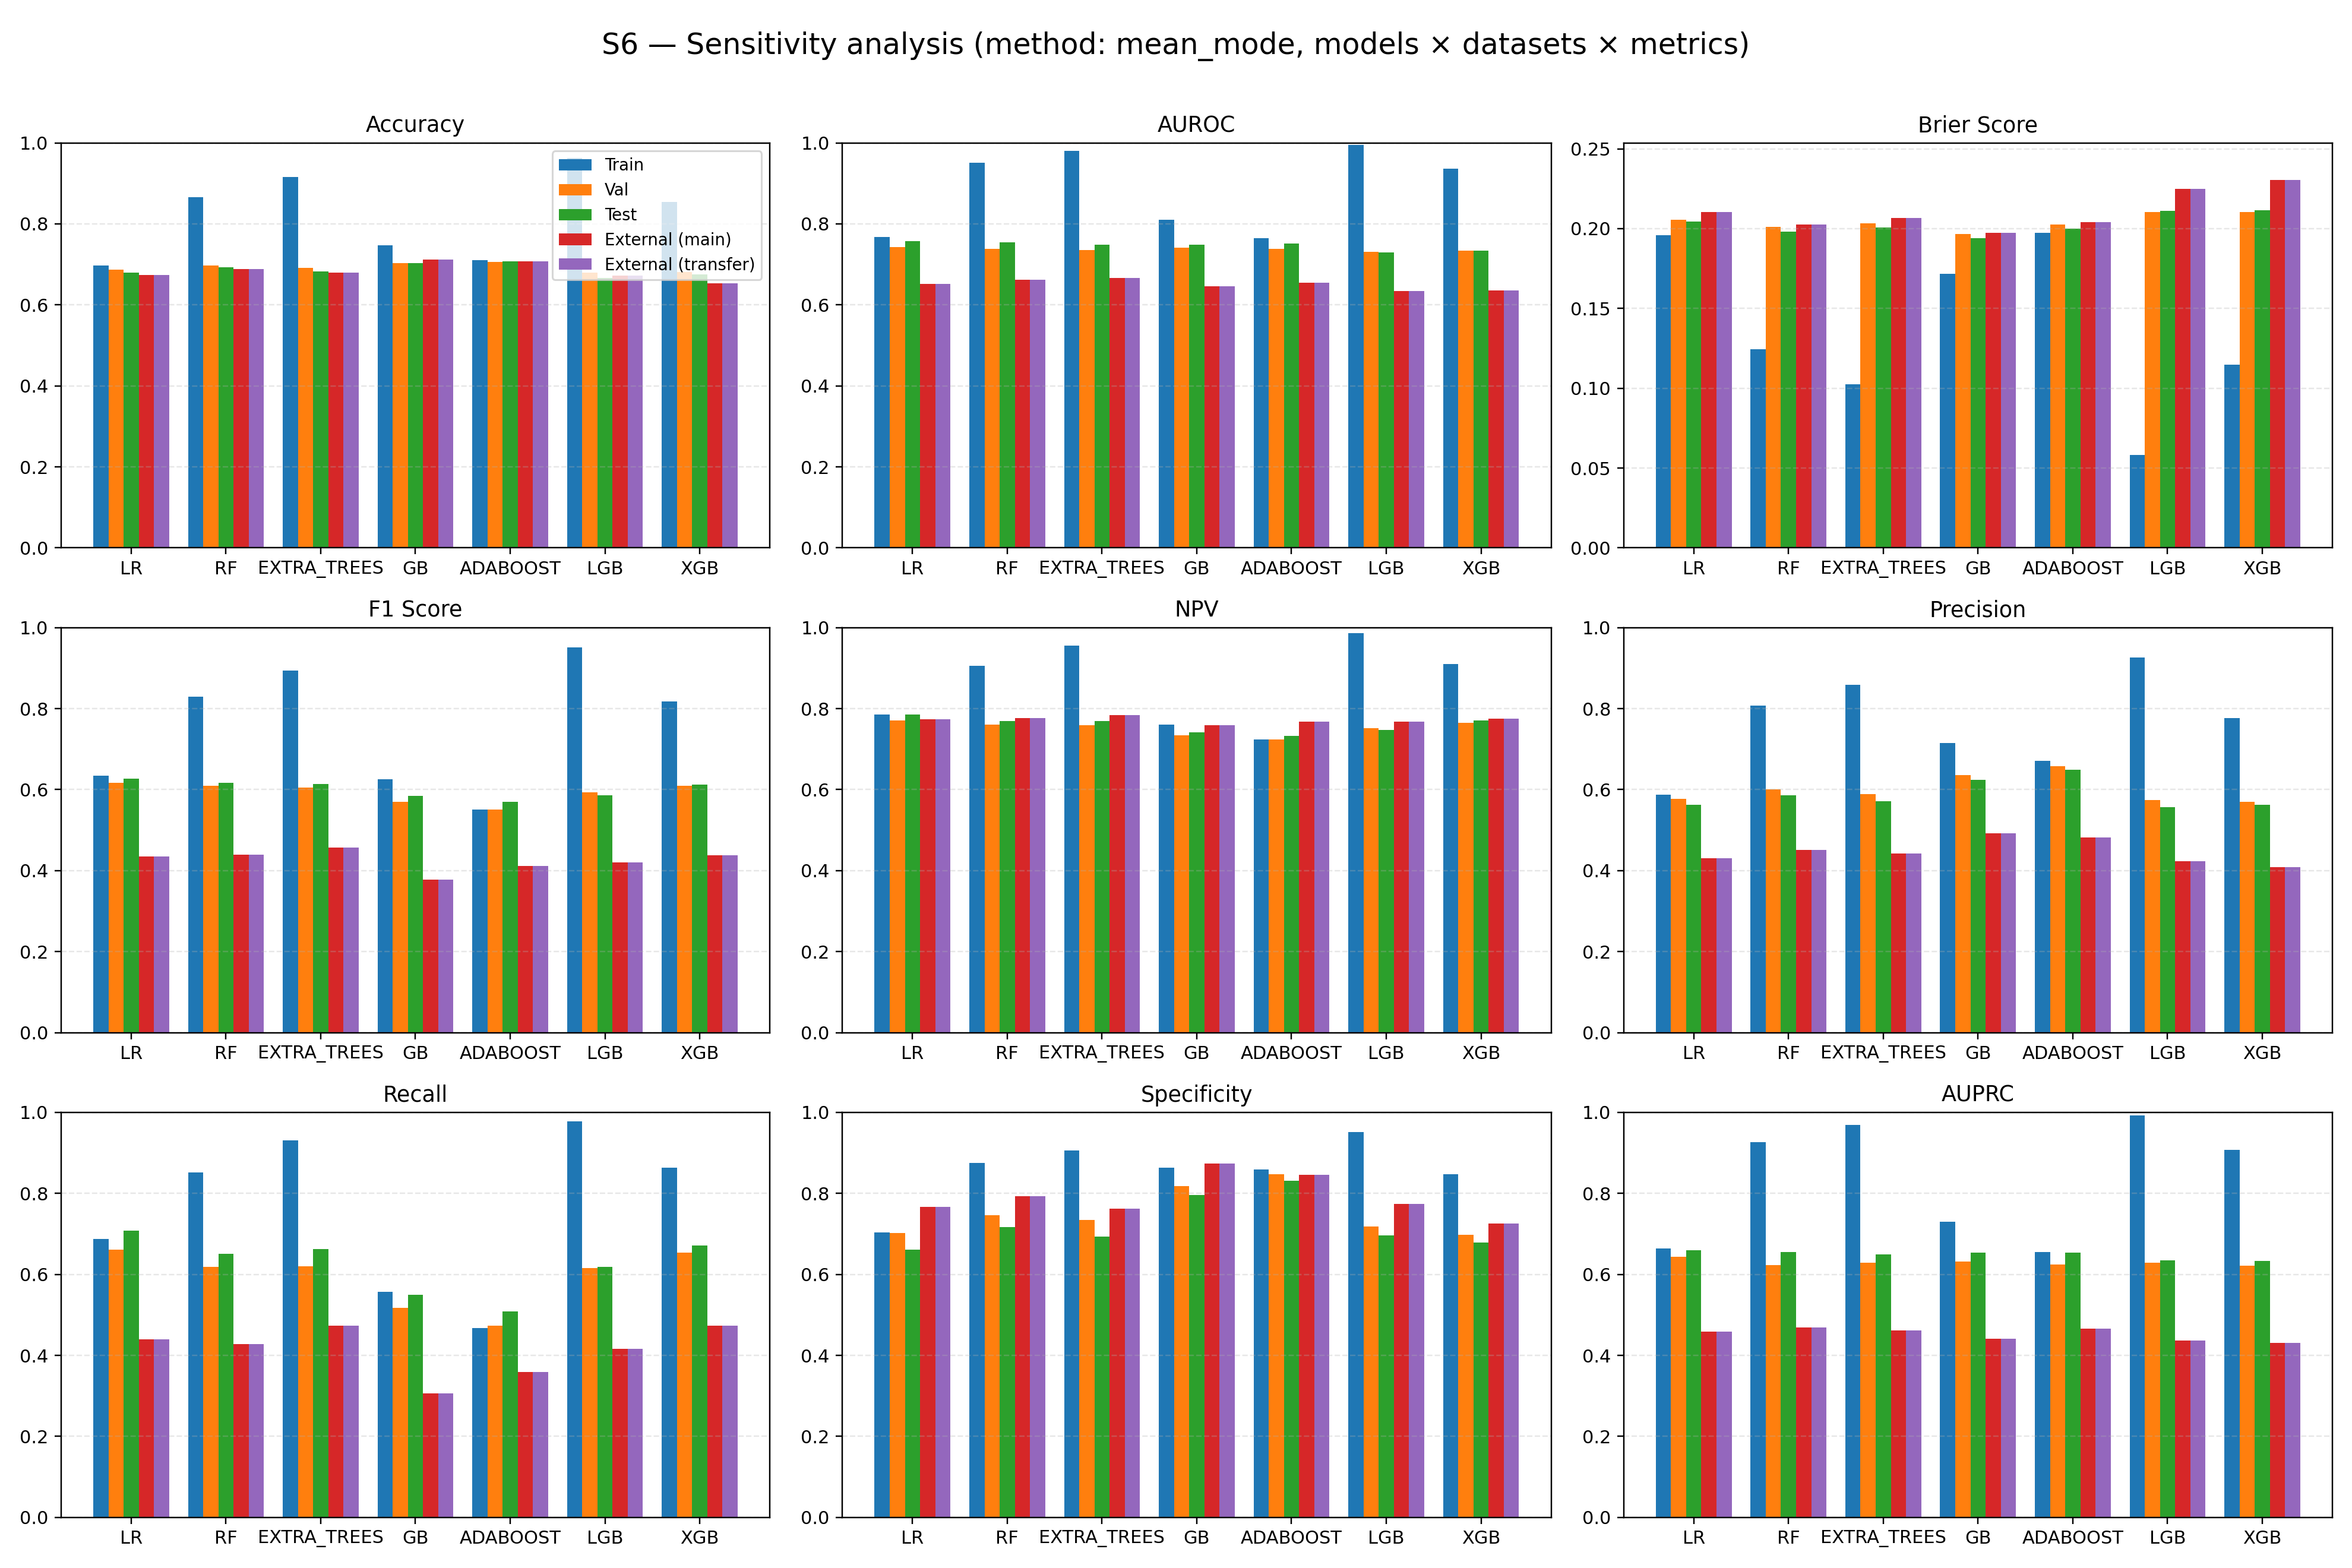 S6 — Sensitivity analysis (method: mean_mode, models × datasets × metrics)
Accuracy
1.0
0.8
0.6
0.4
0.2
0.0
Train
Val
Test
External (main)
External (transfer)
LR RF EXTRA_TREES GB ADABOOST LGB XGB
AUROC
1.0
0.8
0.6
0.4
0.2
0.0
LR RF EXTRA_TREES GB ADABOOST LGB XGB
Brier Score
0.25
0.20
0.15
0.10
0.05
0.00
LR RF EXTRA_TREES GB ADABOOST LGB XGB
F1 Score
1.0
0.8
0.6
0.4
0.2
0.0
LR RF EXTRA_TREES GB ADABOOST LGB XGB
NPV
1.0
0.8
0.6
0.4
0.2
0.0
LR RF EXTRA_TREES GB ADABOOST LGB XGB
Precision
1.0
0.8
0.6
0.4
0.2
0.0
LR RF EXTRA_TREES GB ADABOOST LGB XGB
Recall
1.0
0.8
0.6
0.4
0.2
0.0
LR RF EXTRA_TREES GB ADABOOST LGB XGB
Specificity
1.0
0.8
0.6
0.4
0.2
0.0
LR RF EXTRA_TREES GB ADABOOST LGB XGB
AUPRC
1.0
0.8
0.6
0.4
0.2
0.0
LR RF EXTRA_TREES GB ADABOOST LGB XGB